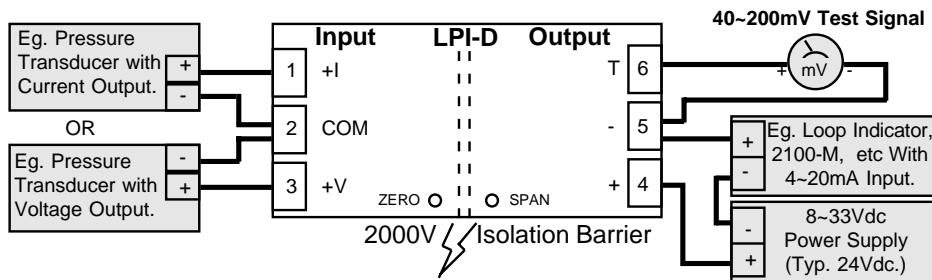 40~200mV Test Signal
Input LPI-D Output
Eg. Pressure
Transducer with
Current Output.
+
-
1 +I
T 6
+ mV -
OR
2 COM
- 5
Eg. Pressure
Transducer with
Voltage Output.
-
+
3 +V
+ 4
Eg. Loop Indicator,
2100-M, etc With
4~20mA Input.
+
-
ZERO SPAN
2000V Isolation Barrier
8~33Vdc
Power Supply
(Typ. 24Vdc.)
-
+